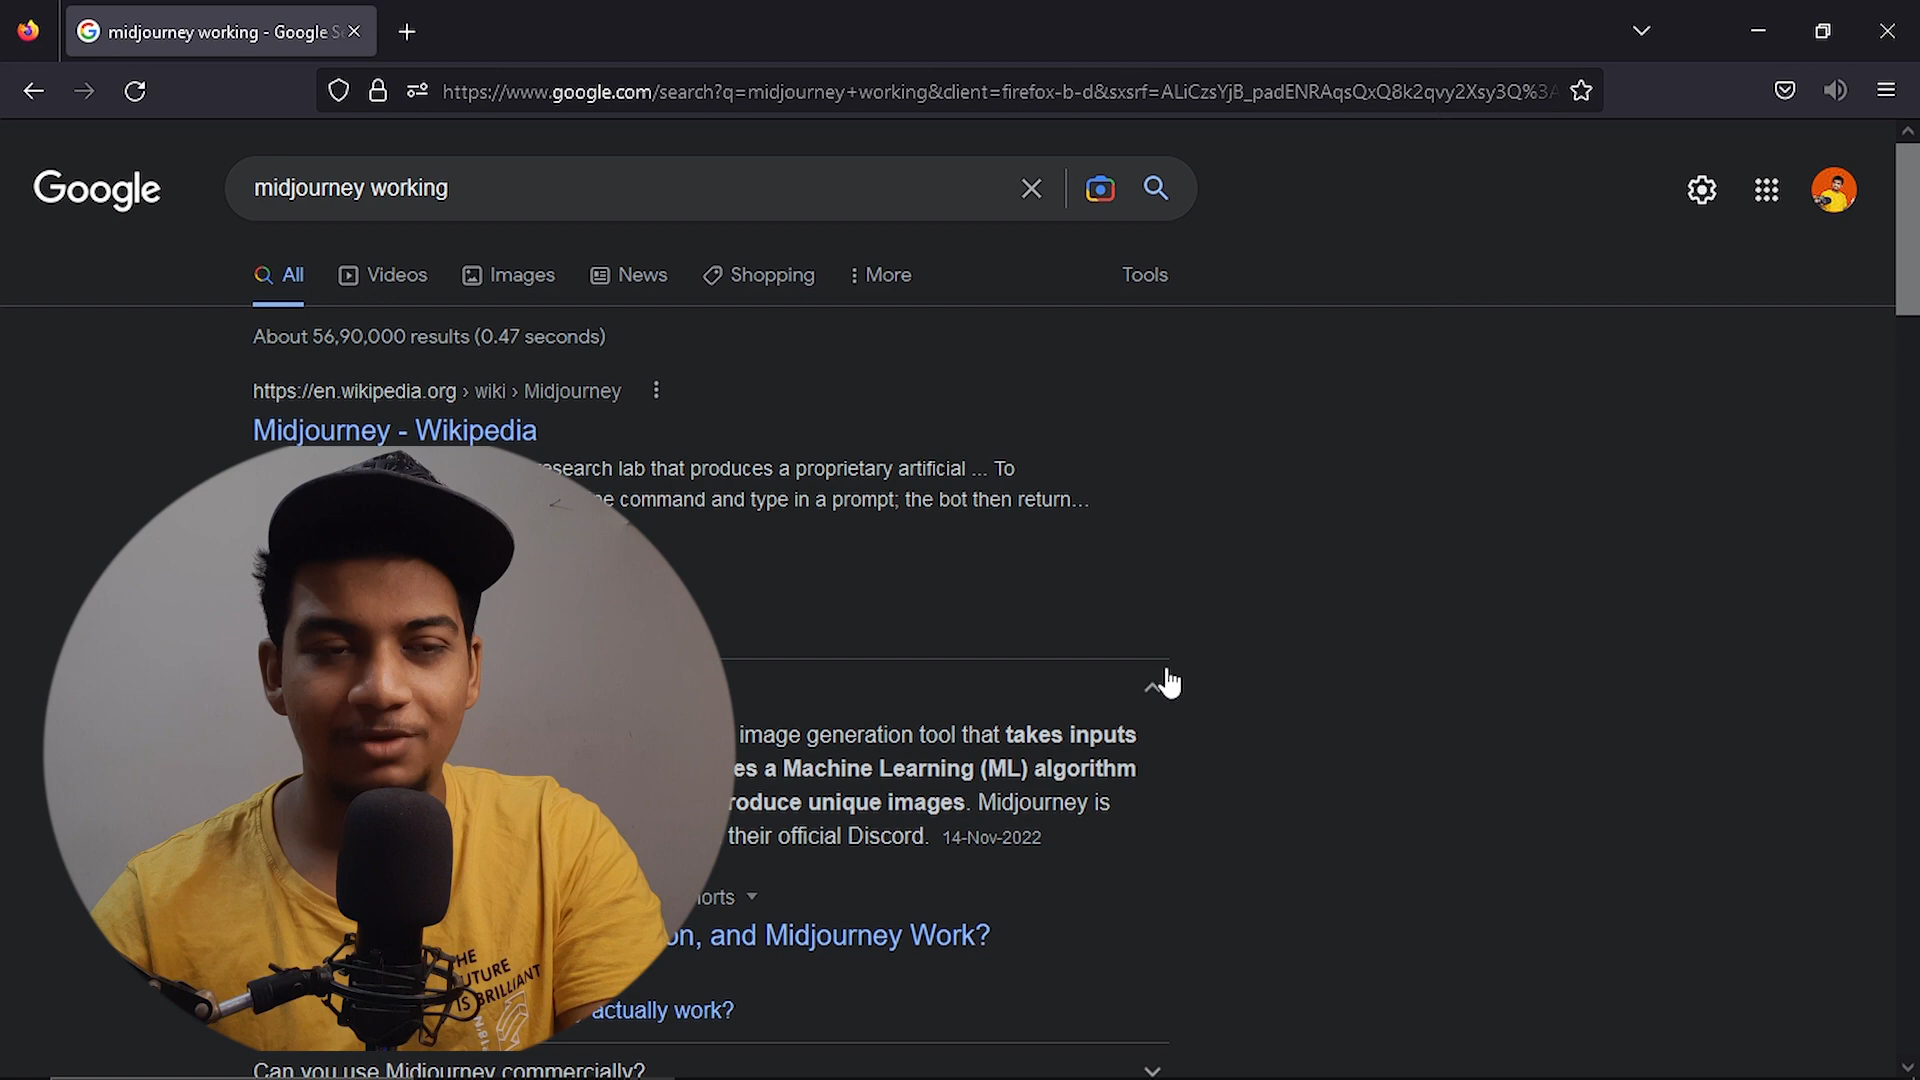 midjourney working - Google S
https://www.google.com/search?q=midjourney+working&client=firefox-b-d&sxsrf=ALiCzsYjB_padENRAqsQxQ8k2qvy2Xsy3Q%3A
Google
midjourney working
All Videos Images News Shopping More Tools
About 56,90,000 results (0.47 seconds)
https://en.wikipedia.org › wiki › Midjourney
Midjourney - Wikipedia
search lab that produces a proprietary artificial ... To
command and type in a prompt; the bot then return...
image generation tool that takes inputs
es a Machine Learning (ML) algorithm
roduce unique images. Midjourney is
their official Discord. 14-Nov-2022
orts
on, and Midjourney Work?
actually work?
Can you use Midjourney commercially?
THE
FUTURE
IS BRILLIANT